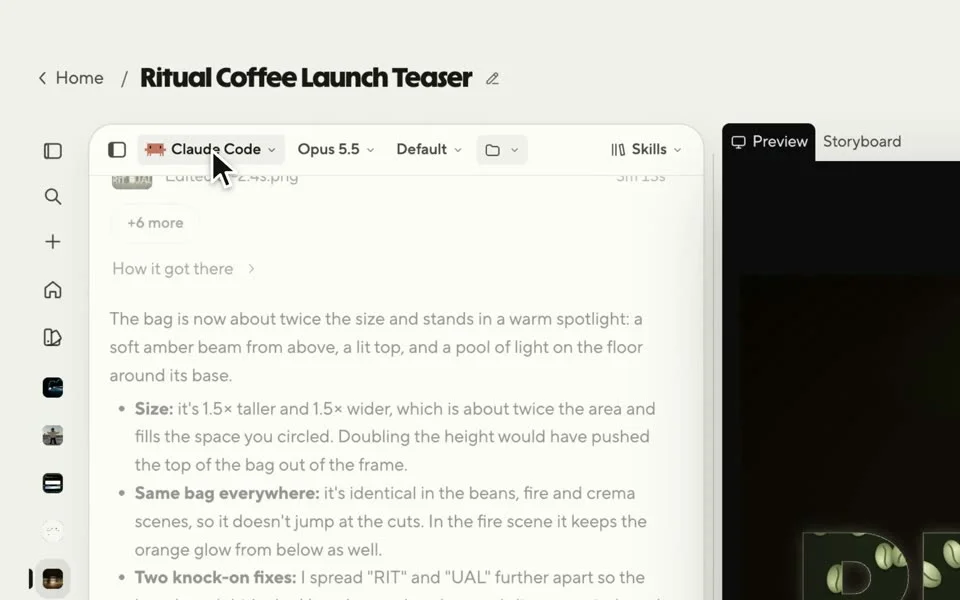 Home / Ritual Coffee Launch Teaser
Claude Code Opus 5.5 Default Skills
Preview Storyboard
+6 more
How it got there
The bag is now about twice the size and stands in a warm spotlight: a
soft amber beam from above, a lit top, and a pool of light on the floor
around its base.
• Size: it's 1.5× taller and 1.5× wider, which is about twice the area and
fills the space you circled. Doubling the height would have pushed
the top of the bag out of the frame.
• Same bag everywhere: it's identical in the beans, fire and crema
scenes, so it doesn't jump at the cuts. In the fire scene it keeps the
orange glow from below as well.
• Two knock-on fixes: I spread "RIT" and "UAL" further apart so the